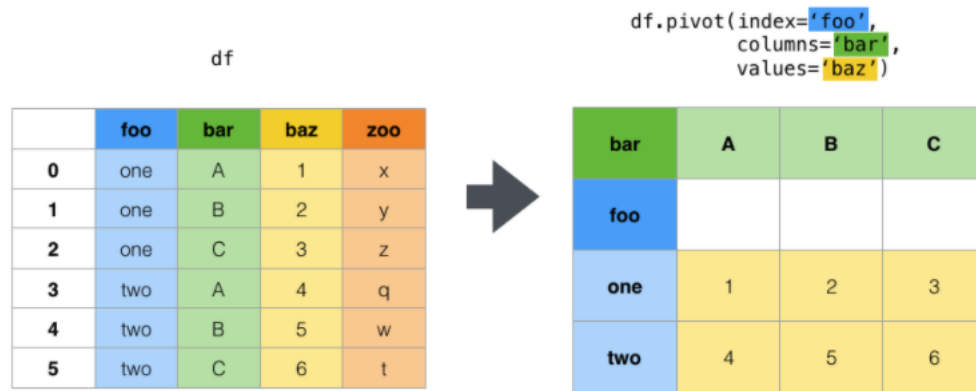 df
foo bar baz zoo
0 one A 1 x
1 one B 2 y
2 one C 3 z
3 two A 4 q
4 two B 5 w
5 two C 6 t
df.pivot(index=‘foo’,
columns=‘bar’,
values=‘baz’)
bar A B C
foo
one 1 2 3
two 4 5 6